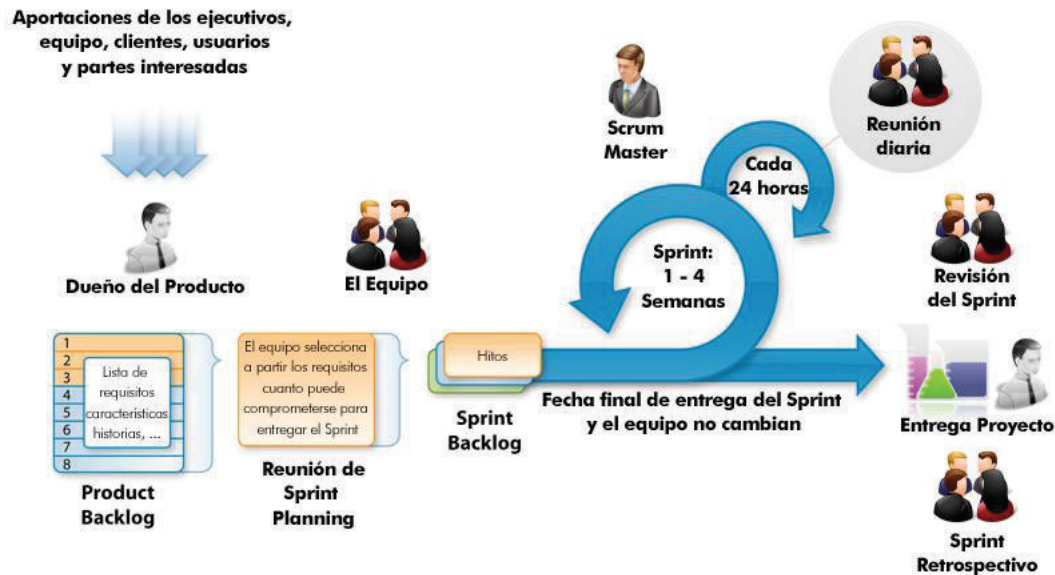 Aportaciones de los ejecutivos,
equipo, clientes, usuarios
y partes interesadas
Dueño del Producto
El Equipo
Scrum
Master
Cada
24 horas
Reunión
diaria
Sprint:
1 - 4
Semanas
Revisión
del Sprint
1
2
3
4
5
6
7
8
Lista de
requisitos
características
historias, ...
Product
Backlog
El equipo selecciona
a partir los requisitos
cuanto puede
comprometerse para
entregar el Sprint
Reunión de
Sprint
Planning
Hitos
Sprint
Backlog
Fecha final de entrega del Sprint
y el equipo no cambian
Entrega Proyecto
Sprint
Retrospectivo